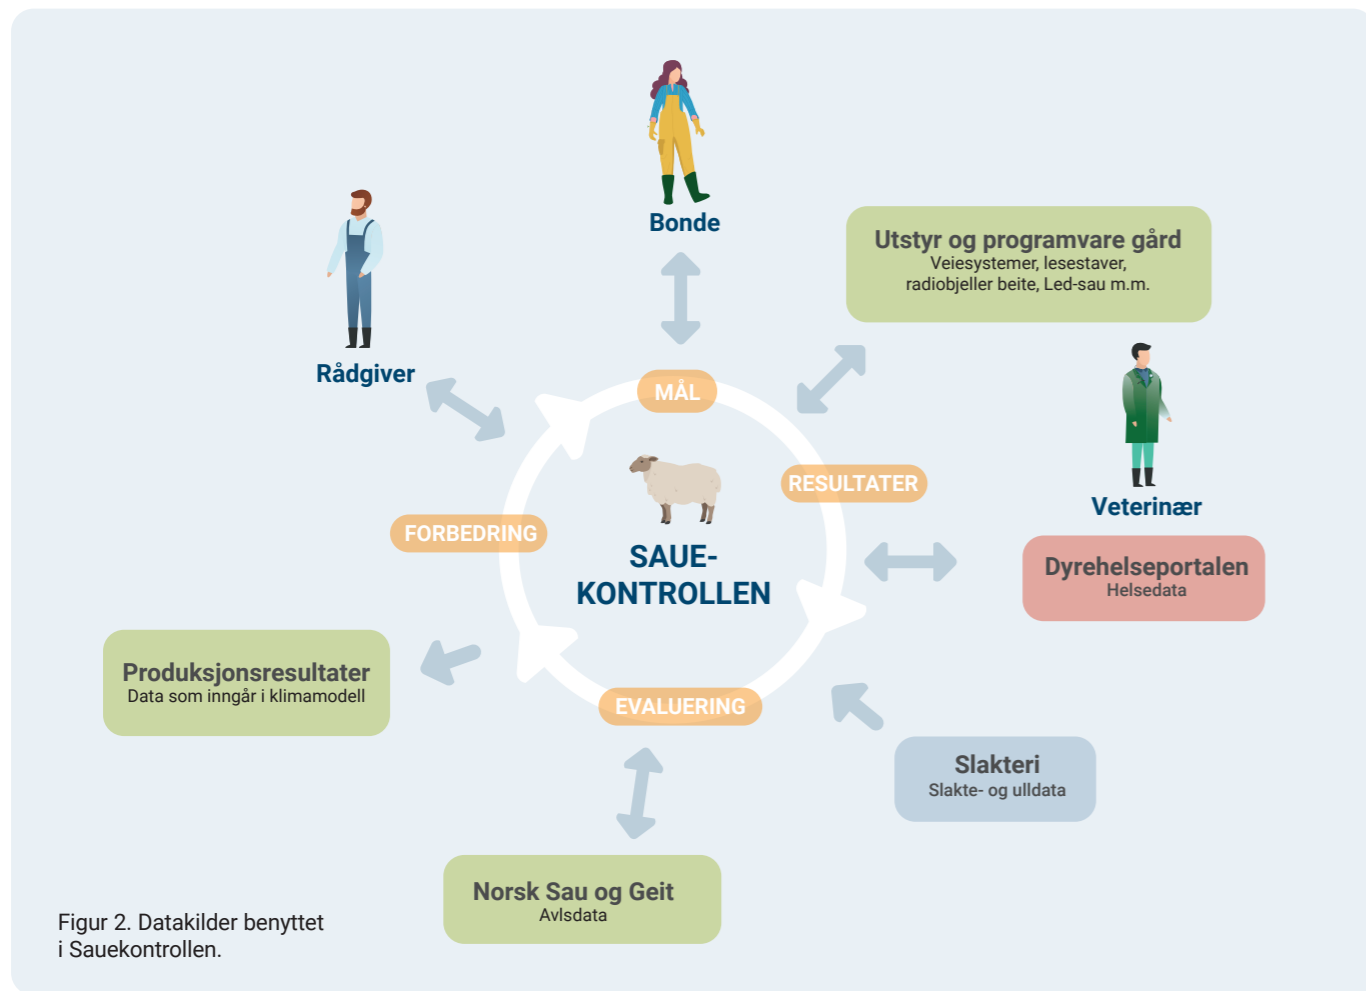 Bonde
Utstyr og programvare gård
Veiesystemer, lesestaver,
radiobjeller beite, Led-sau m.m.
Rådgiver
MÅL
RESULTATER
Veterinær
FORBEDRING
SAUE-
KONTROLLEN
Dyrehelseportalen
Helsedata
Produksjonsresultater
Data som inngår i klimamodell
EVALUERING
Slakteri
Slakte- og ulldata
Norsk Sau og Geit
Avlsdata
Figur 2. Datakilder benyttet
i Sauekontrollen.